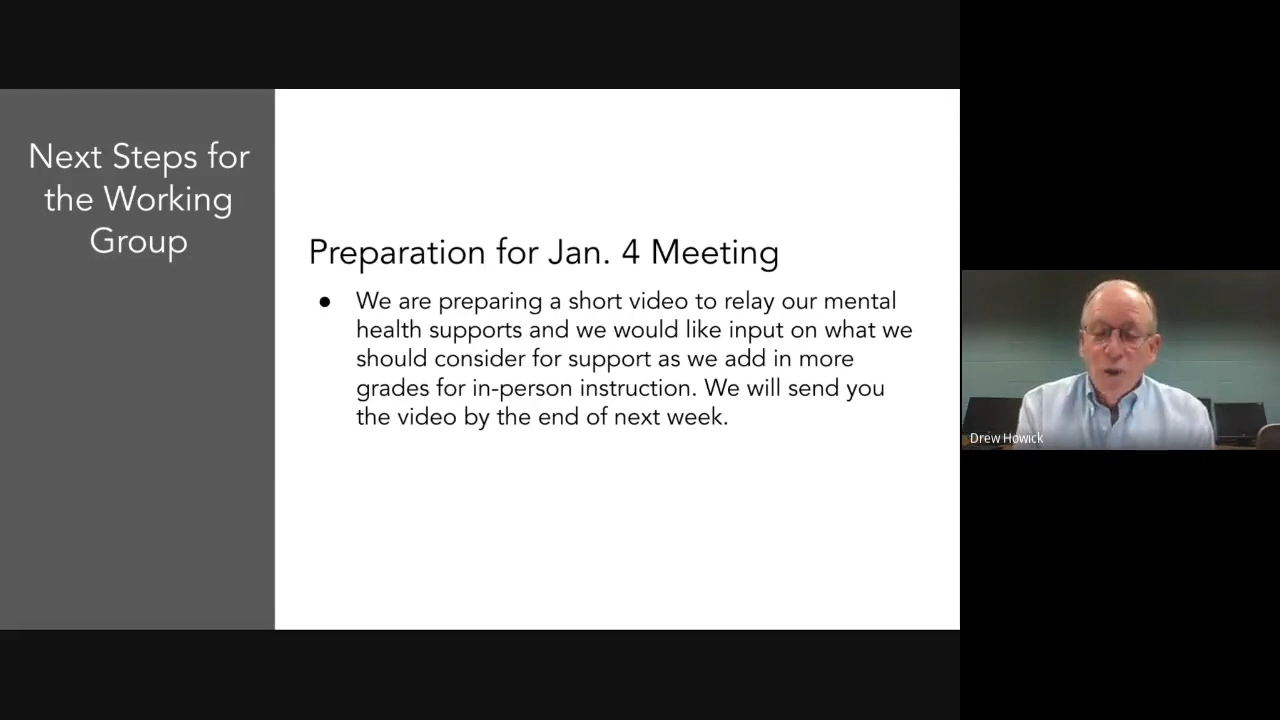 Next Steps for
the Working
Group
Preparation for Jan. 4 Meeting
● We are preparing a short video to relay our mental
health supports and we would like input on what we
should consider for support as we add in more
grades for in-person instruction. We will send you
the video by the end of next week.
Drew Howick